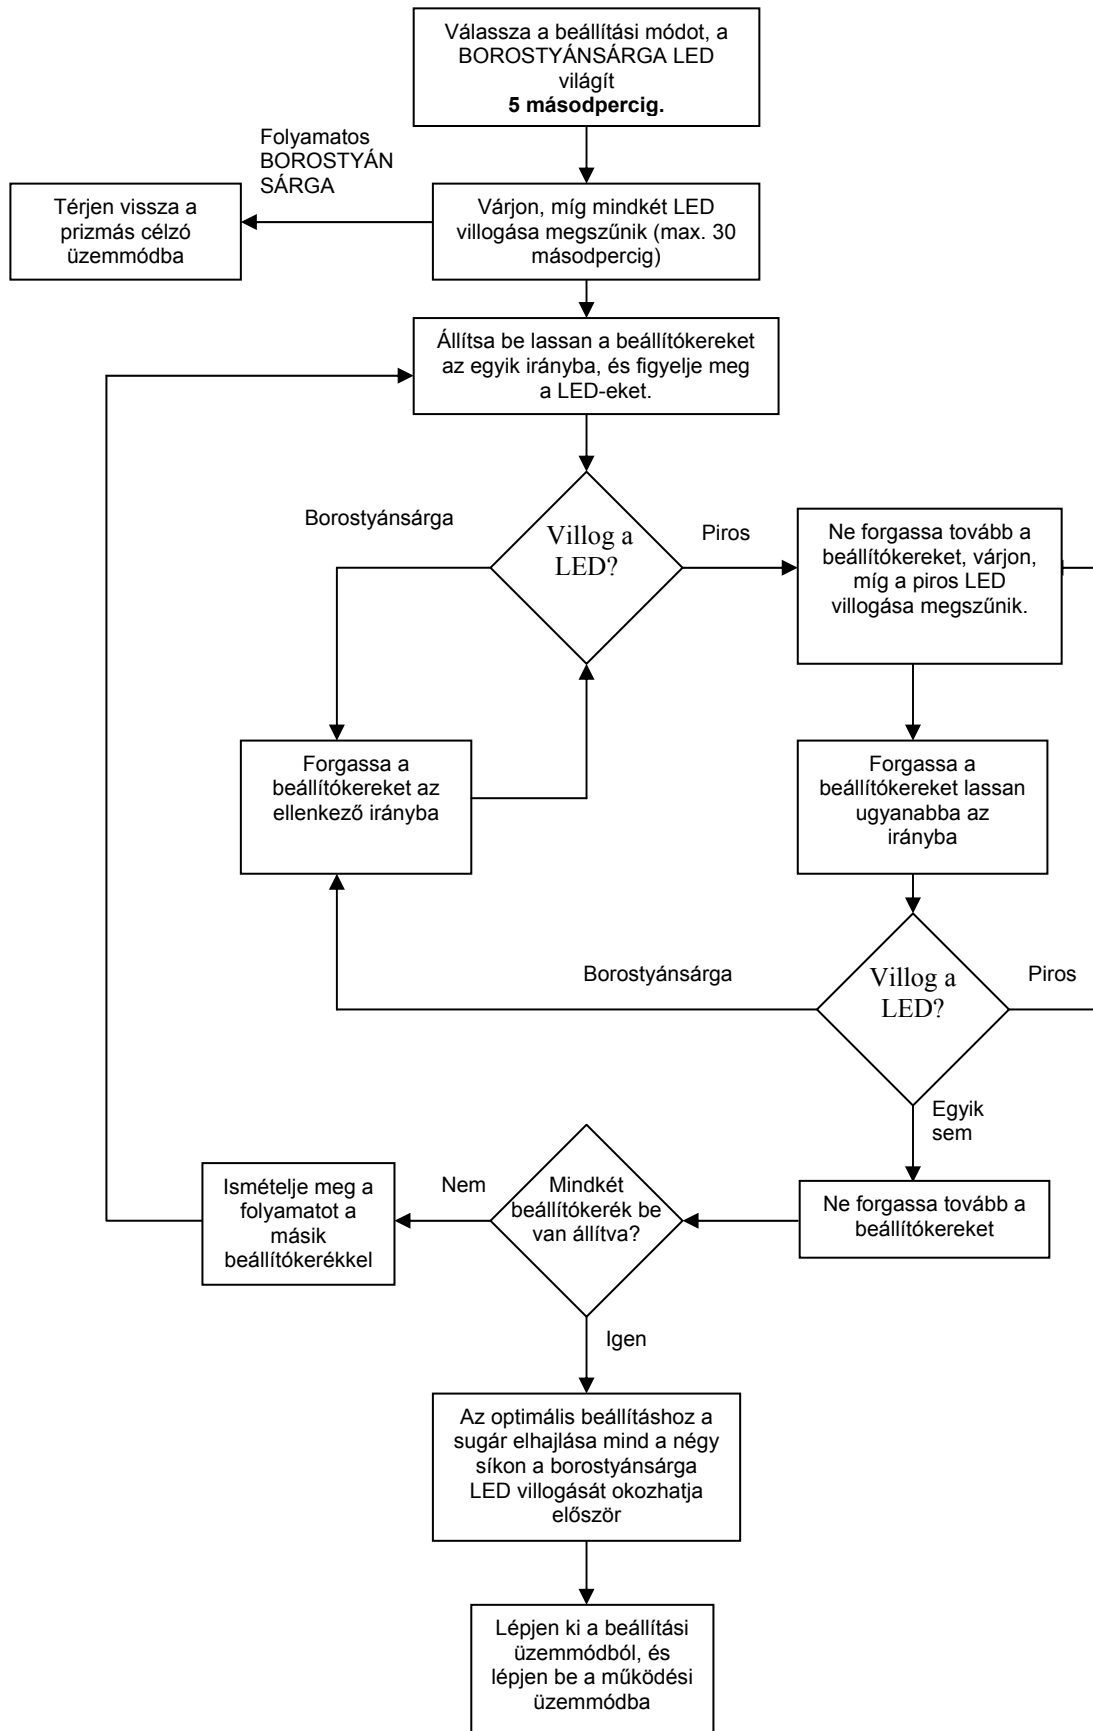 Válassza a beállítási módot, a
BOROSTYÁNSÁRGA LED
világít
5 másodpercig.
Folyamatos
BOROSTYÁN
SÁRGA
Térjen vissza a
prizmás célzó
üzemmódba
Várjon, míg mindkét LED
villogása megszűnik (max. 30
másodpercig)
Állítsa be lassan a beállítókereket
az egyik irányba, és figyelje meg
a LED-eket.
Borostyánsárga
Villog a
LED?
Piros
Ne forgassa tovább a
beállítókereket, várjon,
míg a piros LED
villogása megszűnik.
Forgassa a
beállítókereket az
ellenkező irányba
Forgassa a
beállítókereket lassan
ugyanabba az
irányba
Borostyánsárga
Villog a
LED?
Piros
Egyik
sem
Ismételje meg a
folyamatot a
másik
beállítókerékkel
Nem
Mindkét
beállítókerék be
van állítva?
Ne forgassa tovább a
beállítókereket
Igen
Az optimális beállításhoz a
sugár elhajlása mind a négy
síkon a borostyánsárga
LED villogását okozhatja
először
Lépjen ki a beállítási
üzemmódból, és
lépjen be a működési
üzemmódba